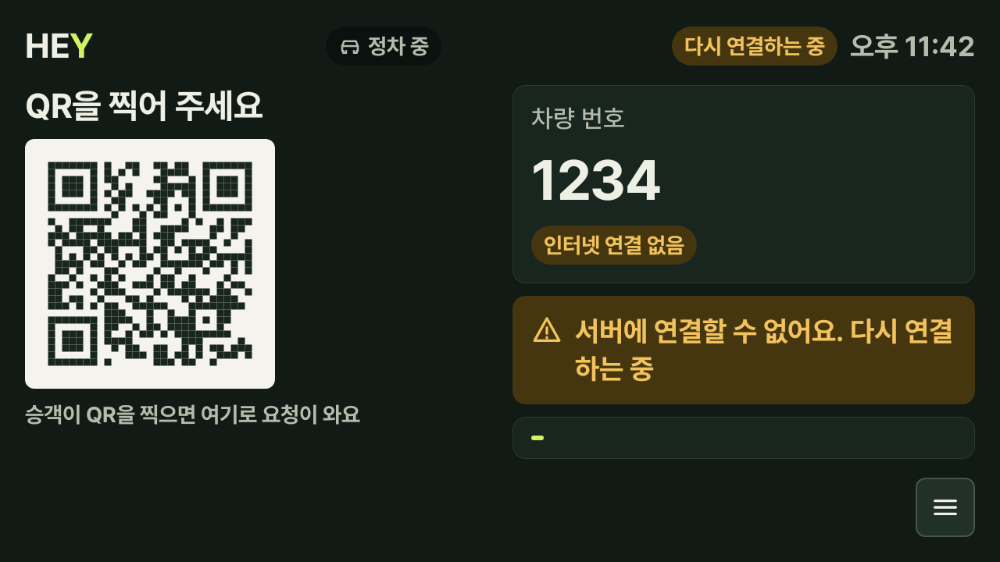 HEY
정차 중
다시 연결하는 중
오후 11:42
QR을 찍어 주세요
승객이 QR을 찍으면 여기로 요청이 와요
차량 번호
1234
인터넷 연결 없음
서버에 연결할 수 없어요. 다시 연결
하는 중
-